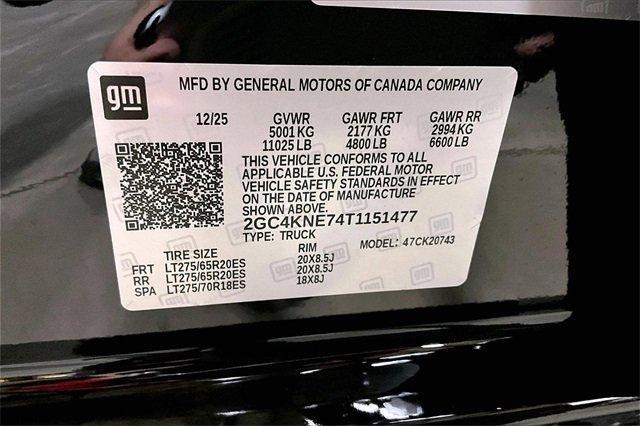 gm
MFD BY GENERAL MOTORS OF CANADA COMPANY
12/25 GVWR GAWR FRT GAWR RR
5001 KG 2177 KG 2994 KG
11025 LB 4800 LB 6600 LB
THIS VEHICLE CONFORMS TO ALL
APPLICABLE U.S. FEDERAL MOTOR
VEHICLE SAFETY STANDARDS IN EFFECT
ON THE DATE OF MANUFACTURE
SHOWN ABOVE.
2GC4KNE74T1151477
TYPE: TRUCK MODEL: 47CK20743
TIRE SIZE RIM
FRT LT275/65R20ES 20X8.5J
RR LT275/65R20ES 20X8.5J
SPA LT275/70R18ES 18X8J